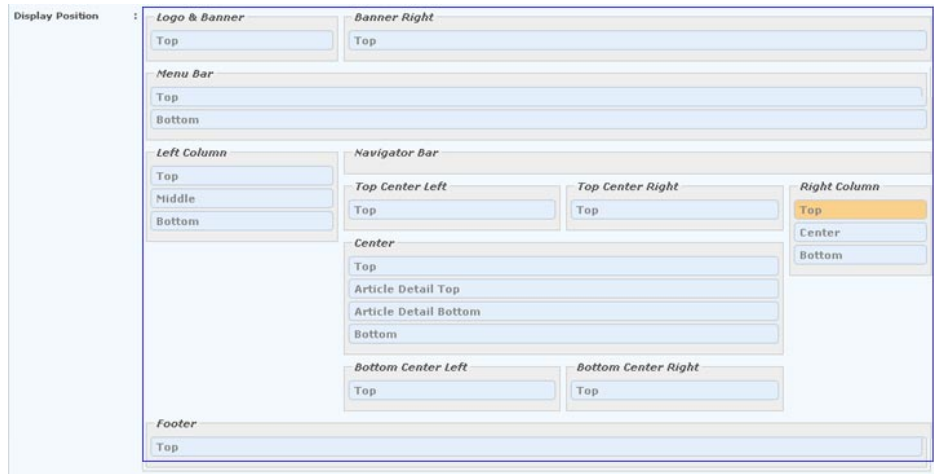 Display Position :
Logo & Banner
Top
Banner Right
Top
Menu Bar
Top
Bottom
Left Column
Top
Middle
Bottom
Navigator Bar
Top Center Left
Top
Top Center Right
Top
Right Column
Top
Center
Bottom
Center
Top
Article Detail Top
Article Detail Bottom
Bottom
Bottom Center Left
Top
Bottom Center Right
Top
Footer
Top